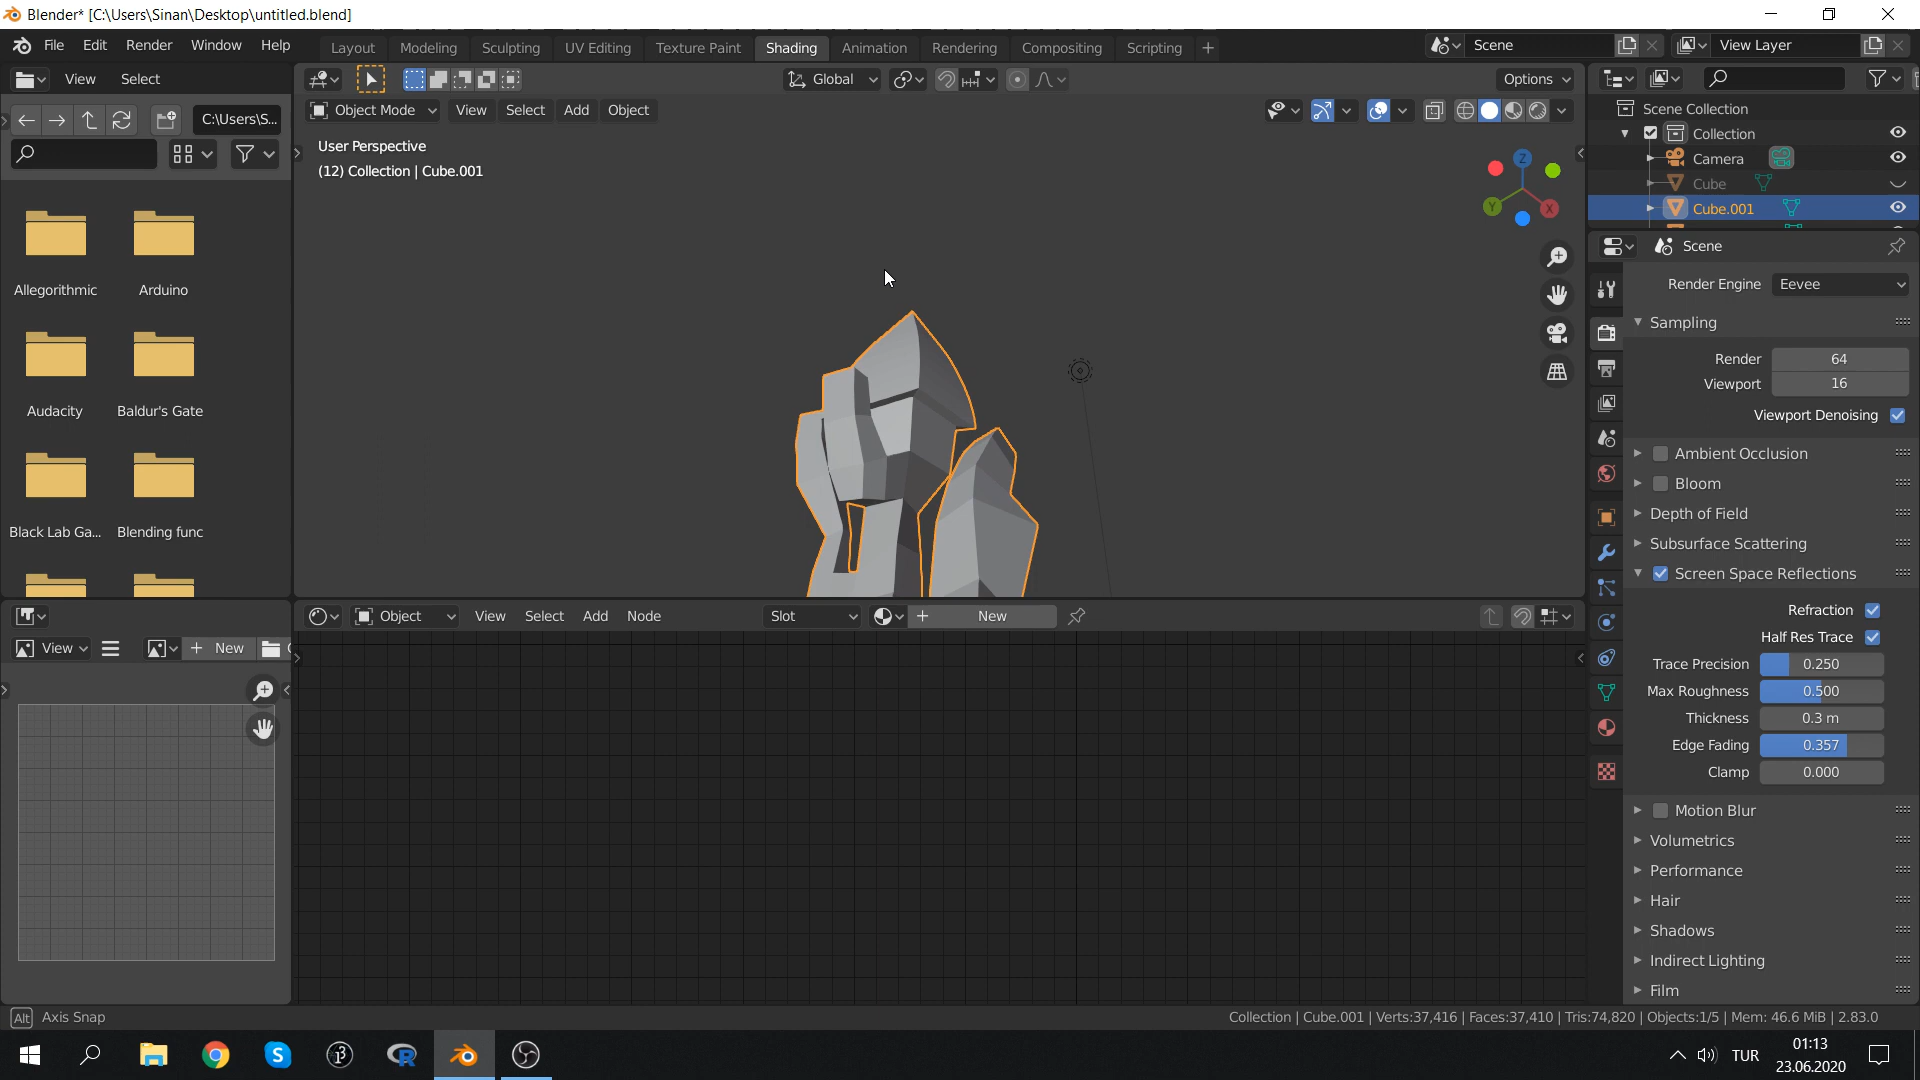 Blender* [C:\Users\Sinan\Desktop\untitled.blend]
File Edit Render Window Help
Layout Modeling Sculpting UV Editing Texture Paint Shading Animation Rendering Compositing Scripting +
Scene
View Layer
View Select
Global
Options
C:\Users\S...
Object Mode View Select Add Object
User Perspective
(12) Collection | Cube.001
Z
Y
X
Allegorithmic Arduino
Audacity Baldur's Gate
Black Lab Ga... Blending func
Scene Collection
Collection
Camera
Cube
Cube.001
Scene
Render Engine Eevee
Sampling
Render 64
Viewport 16
Viewport Denoising
Ambient Occlusion
Bloom
Depth of Field
Subsurface Scattering
Screen Space Reflections
Refraction
Half Res Trace
Trace Precision 0.250
Max Roughness 0.500
Thickness 0.3 m
Edge Fading 0.357
Clamp 0.000
Motion Blur
Volumetrics
Performance
Hair
Shadows
Indirect Lighting
Film
Object View Select Add Node Slot + New
View + New
Alt Axis Snap
Collection | Cube.001 | Verts:37,416 | Faces:37,410 | Tris:74,820 | Objects:1/5 | Mem: 46.6 MiB | 2.83.0
TUR
01:13
23.06.2020